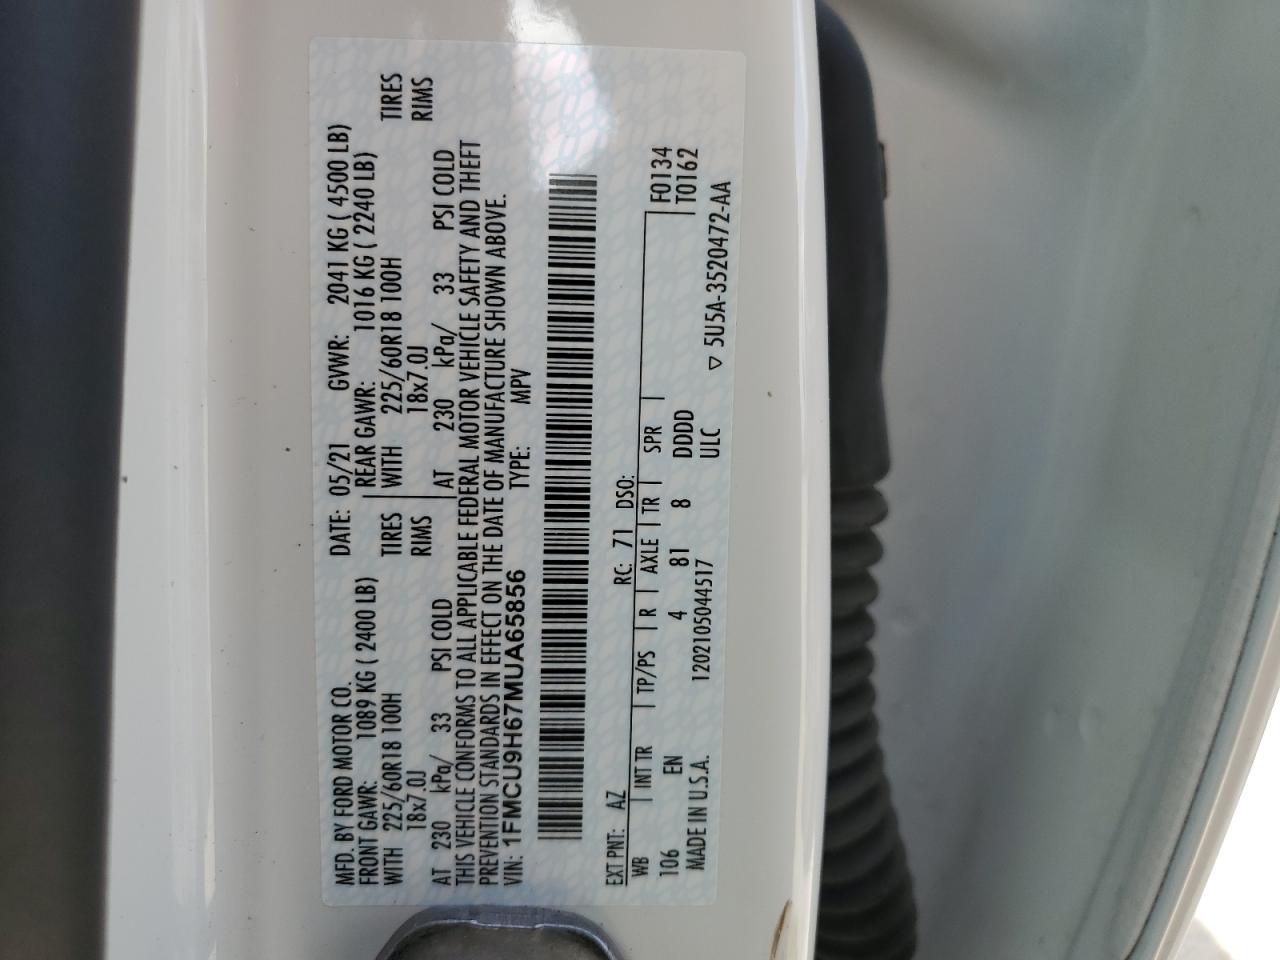 MFD. BY FORD MOTOR CO. DATE: 05/21 GVWR: 2041 KG ( 4500 LB)
FRONT GAWR: 1089 KG ( 2400 LB) REAR GAWR: 1016 KG ( 2240 LB)
WITH 225/60R18 100H TIRES WITH 225/60R18 100H TIRES
18x7.0J RIMS 18x7.0J RIMS
AT 230 kPa/ 33 PSI COLD AT 230 kPa/ 33 PSI COLD
THIS VEHICLE CONFORMS TO ALL APPLICABLE FEDERAL MOTOR VEHICLE SAFETY AND THEFT
PREVENTION STANDARDS IN EFFECT ON THE DATE OF MANUFACTURE SHOWN ABOVE.
VIN: 1FMCU9H67MUA65856 TYPE: MPV
EXT PNT: AZ RC: 71 DSO:
WB INT TR TP/PS R AXLE TR SPR F0134
106 EN 4 81 8 DDDD T0162
MADE IN U.S.A. 1202105044517 ULC
▽ 5U5A-3520472-AA